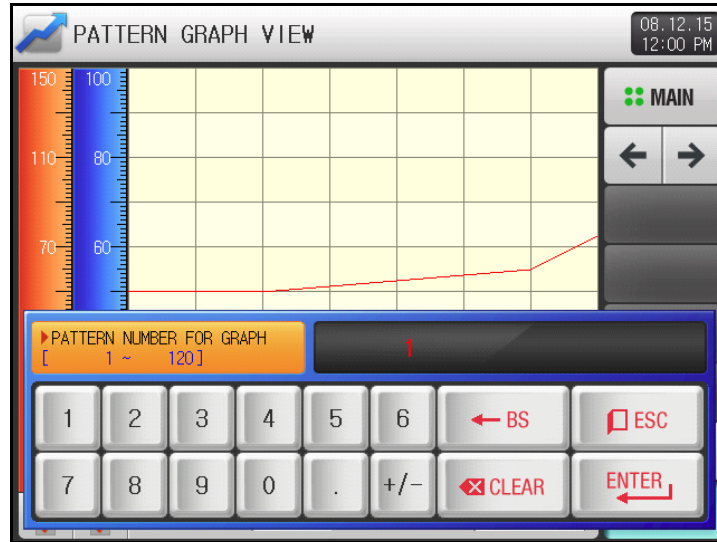 PATTERN GRAPH VIEW
08.12.15
12:00 PM
150 100
MAIN
110 80
70 60
PATTERN NUMBER FOR GRAPH
[ 1 ~ 120]
1
1 2 3 4 5 6 BS ESC
7 8 9 0 . +/- CLEAR ENTER